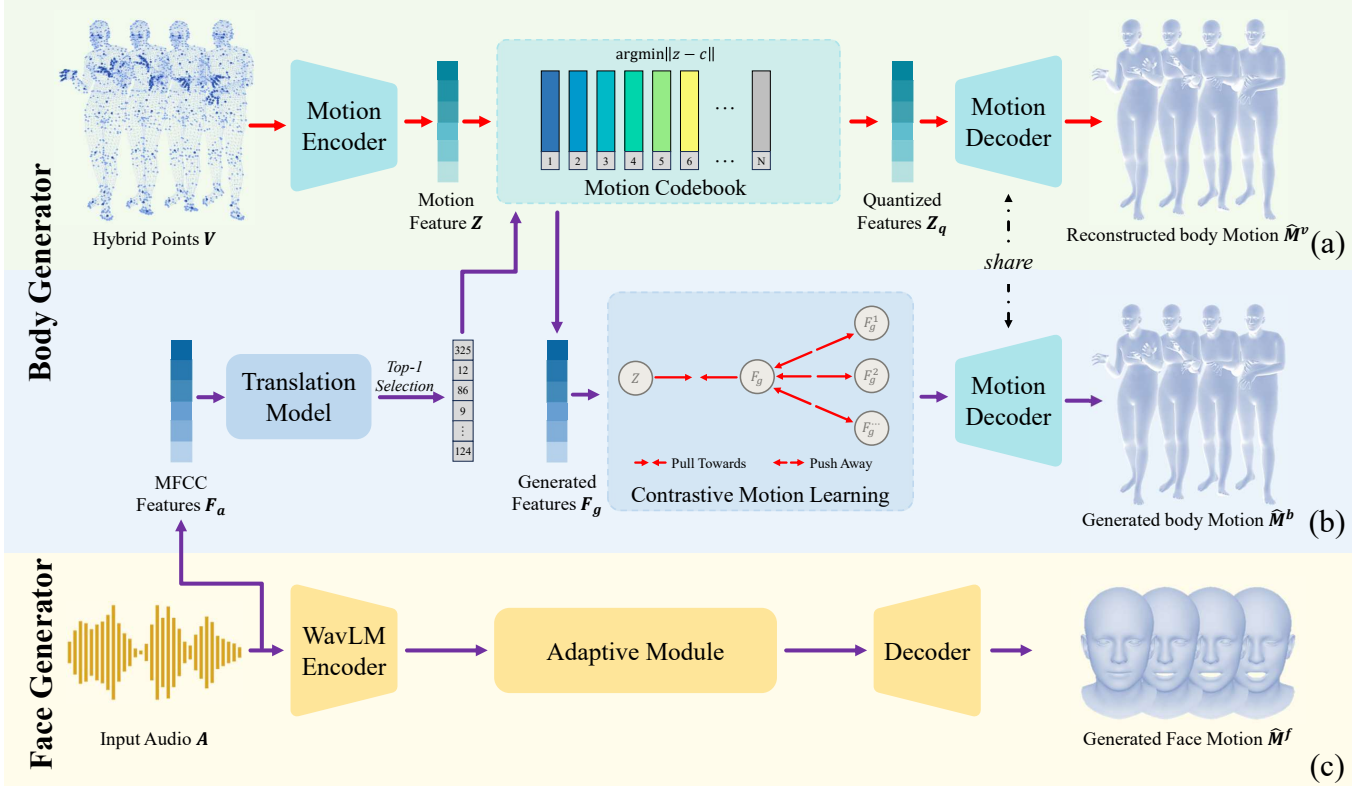 Body Generator
argmin‖z − c‖
1 2 3 4 5 6 ... N
...
Motion Codebook
Motion
Encoder
Motion
Feature Z
Quantized
Features Z_q
Motion
Decoder
Hybrid Points V
Reconstructed body Motion M̂^v
(a)
share
MFCC
Features F_a
Translation
Model
Top-1
Selection
325
12
86
9
⋮
124
Generated
Features F_g
Z
F_g
F_g^1
F_g^2
F_g^...
Pull Towards
Push Away
Contrastive Motion Learning
Motion
Decoder
Generated body Motion M̂^b
(b)
Face Generator
Input Audio A
WavLM
Encoder
Adaptive Module
Decoder
Generated Face Motion M̂^f
(c)